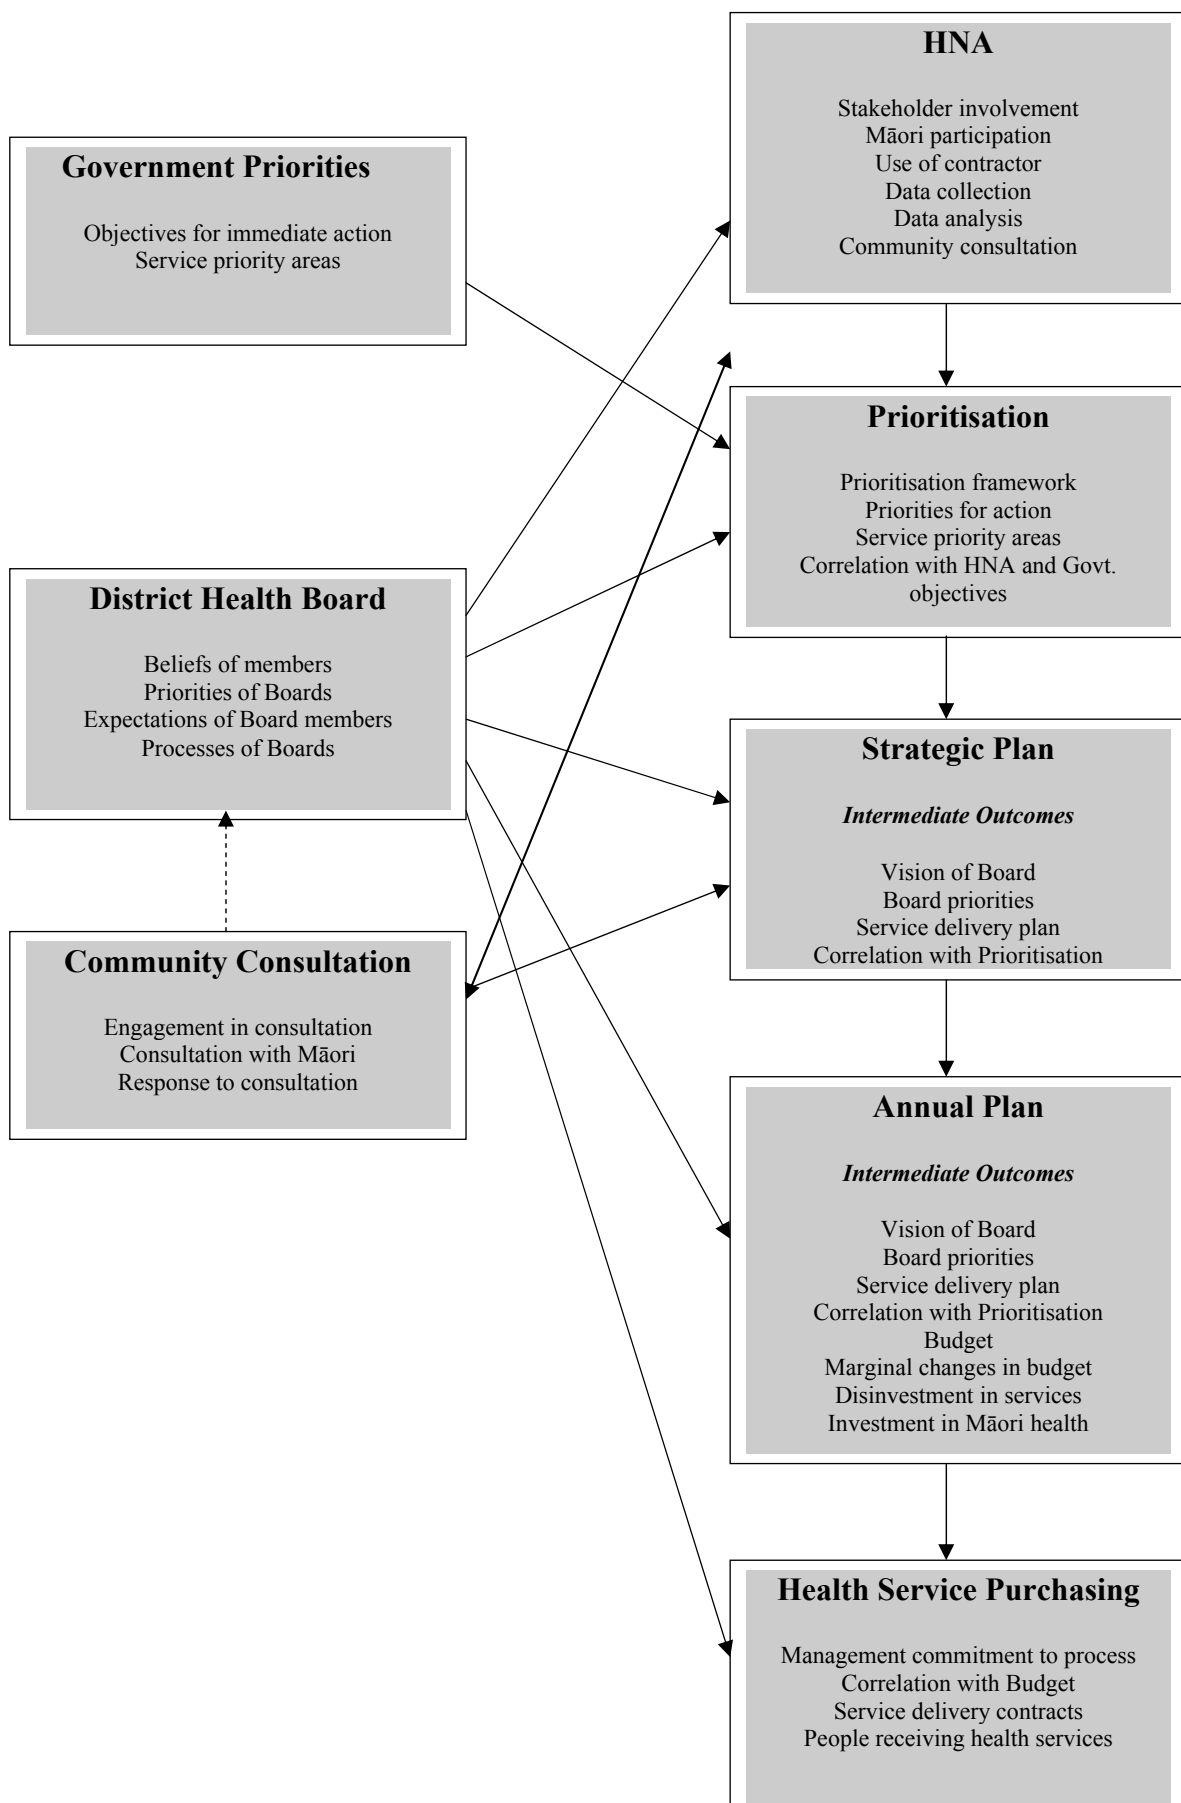 HNA
Stakeholder involvement
Māori participation
Use of contractor
Data collection
Data analysis
Community consultation
Government Priorities
Objectives for immediate action
Service priority areas
Prioritisation
Prioritisation framework
Priorities for action
Service priority areas
Correlation with HNA and Govt.
objectives
District Health Board
Beliefs of members
Priorities of Boards
Expectations of Board members
Processes of Boards
Strategic Plan
Intermediate Outcomes
Vision of Board
Board priorities
Service delivery plan
Correlation with Prioritisation
Community Consultation
Engagement in consultation
Consultation with Māori
Response to consultation
Annual Plan
Intermediate Outcomes
Vision of Board
Board priorities
Service delivery plan
Correlation with Prioritisation
Budget
Marginal changes in budget
Disinvestment in services
Investment in Māori health
Health Service Purchasing
Management commitment to process
Correlation with Budget
Service delivery contracts
People receiving health services